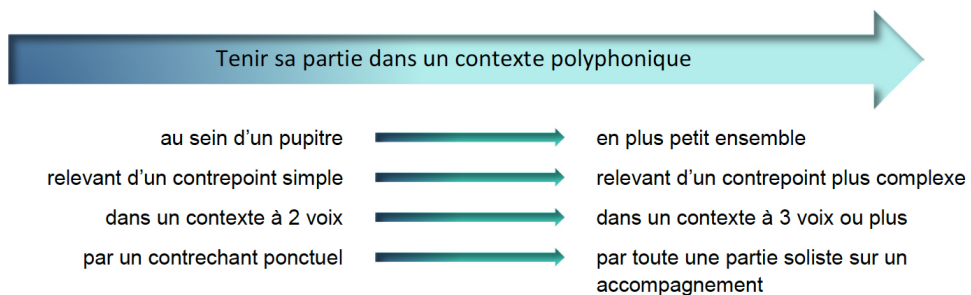 Tenir sa partie dans un contexte polyphonique
au sein d'un pupitre en plus petit ensemble
relevant d'un contrepoint simple relevant d'un contrepoint plus complexe
dans un contexte à 2 voix dans un contexte à 3 voix ou plus
par un contrechant ponctuel par toute une partie soliste sur un
accompagnement